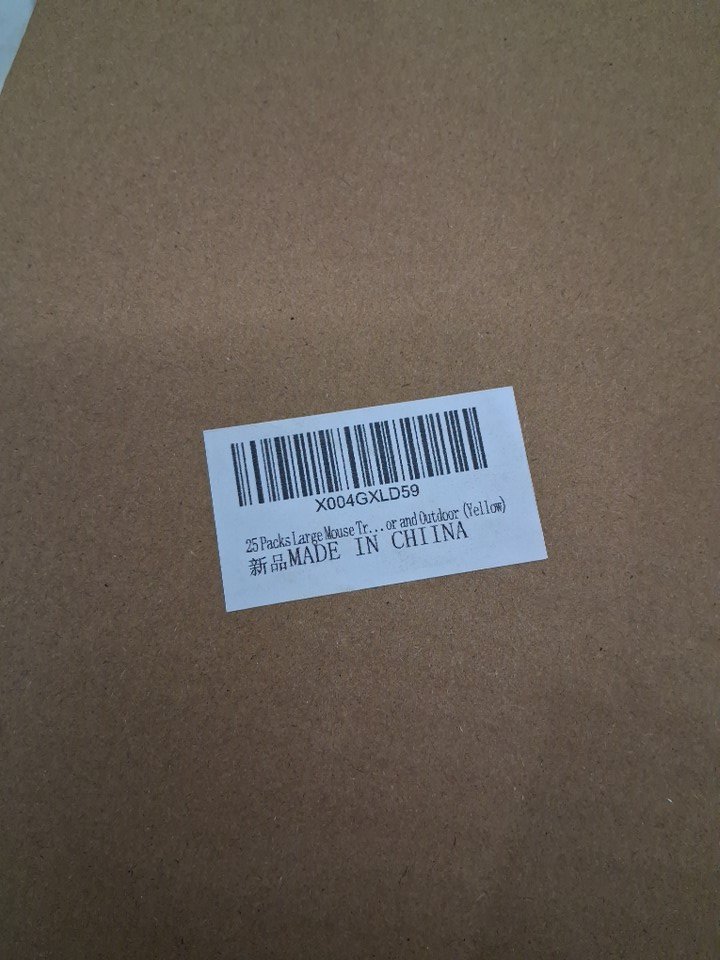 X004GXLD59
25 Packs Large Mouse Tr...or and Outdoor (Yellow)
新品MADE IN CHIINA